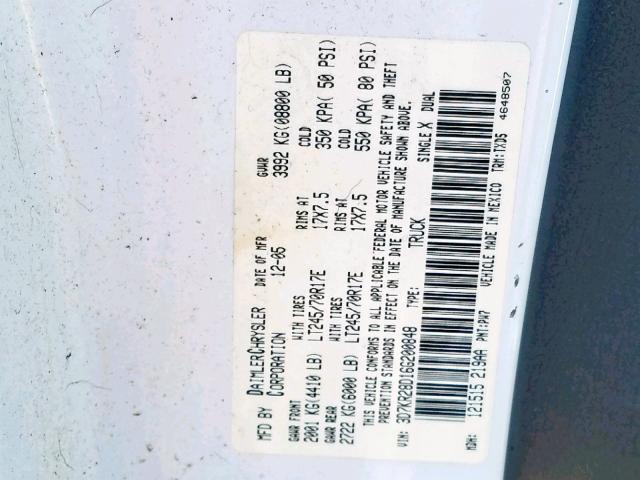 MFD BY DAIMLERCHRYSLER CORPORATION DATE OF MFR 12-05 GVWR 3992 KG(08800 LB)
GAWR FRONT WITH TIRES RIMS AT COLD
2001 KG(4410 LB) LT245/70R17E 17X7.5 350 KPA( 50 PSI)
GAWR REAR WITH TIRES RIMS AT COLD
2722 KG(6000 LB) LT245/70R17E 17X7.5 550 KPA( 80 PSI)
THIS VEHICLE CONFORMS TO ALL APPLICABLE FEDERAL MOTOR VEHICLE SAFETY AND THEFT
PREVENTION STANDARDS IN EFFECT ON THE DATE OF MANUFACTURE SHOWN ABOVE.
VIN: 3D7KR28D16G200848 TYPE: TRUCK SINGLE X DUAL
MDH: 121515 219AA PNT:PW7 VEHICLE MADE IN MEXICO TRM:TXD5
4648507